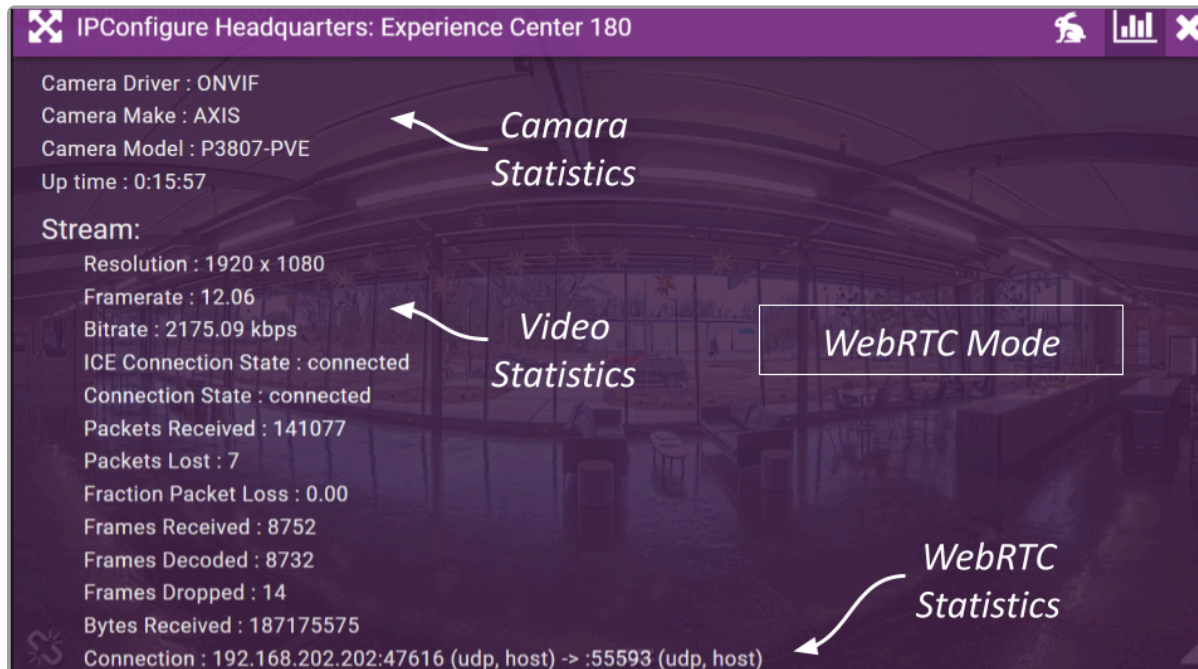 IPConfigure Headquarters: Experience Center 180
Camera Driver : ONVIF
Camera Make : AXIS
Camera Model : P3807-PVE
Up time : 0:15:57
Camara
Statistics
Stream:
Resolution : 1920 x 1080
Framerate : 12.06
Bitrate : 2175.09 kbps
ICE Connection State : connected
Connection State : connected
Packets Received : 141077
Packets Lost : 7
Fraction Packet Loss : 0.00
Frames Received : 8752
Frames Decoded : 8732
Frames Dropped : 14
Bytes Received : 187175575
Connection : 192.168.202.202:47616 (udp, host) -> :55593 (udp, host)
Video
Statistics
WebRTC Mode
WebRTC
Statistics